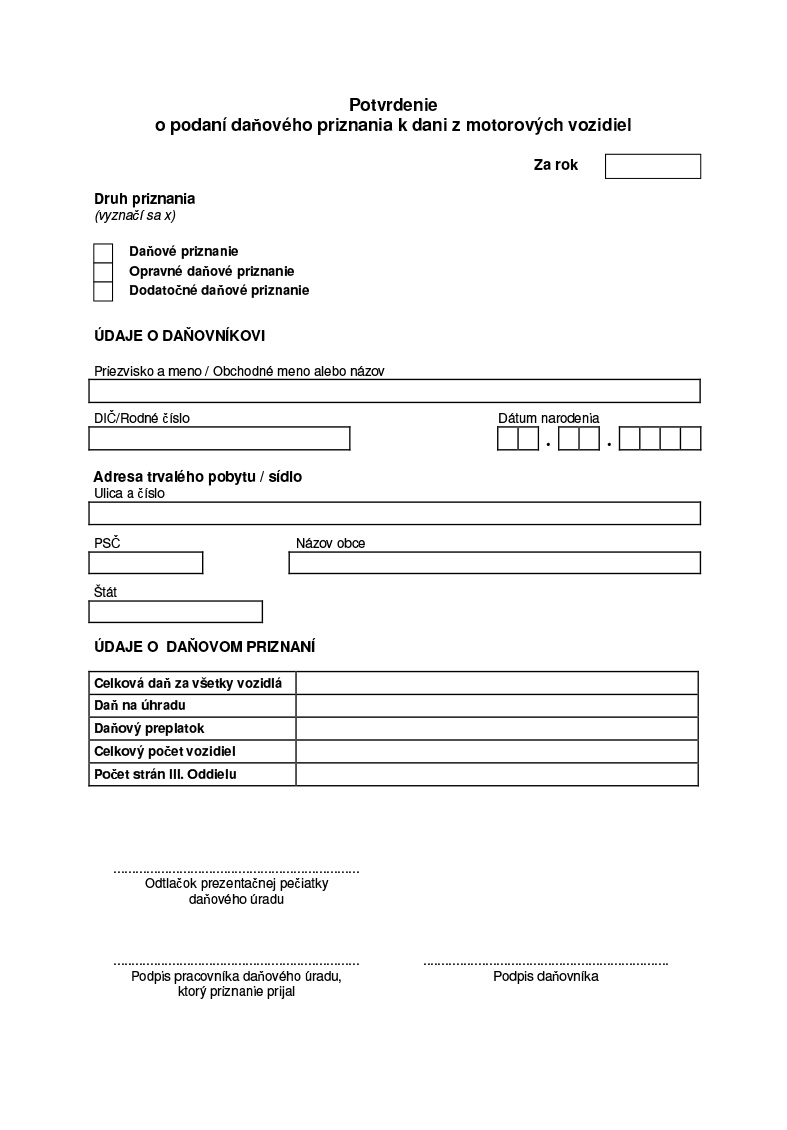 Potvrdenie
o podaní daňového priznania k dani z motorových vozidiel
Za rok
Druh priznania
(vyznačí sa x)
Daňové priznanie
Opravné daňové priznanie
Dodatočné daňové priznanie
ÚDAJE O DAŇOVNÍKOVI
Priezvisko a meno / Obchodné meno alebo názov
DIČ/Rodné číslo
Dátum narodenia
. .
Adresa trvalého pobytu / sídlo
Ulica a číslo
PSČ
Názov obce
Štát
ÚDAJE O  DAŇOVOM PRIZNANÍ
Celková daň za všetky vozidlá
Daň na úhradu
Daňový preplatok
Celkový počet vozidiel
Počet strán III. Oddielu
..................................................................
Odtlačok prezentačnej pečiatky
daňového úradu
..................................................................
Podpis pracovníka daňového úradu,
ktorý príznanie prijal
..................................................................
Podpis daňovníka